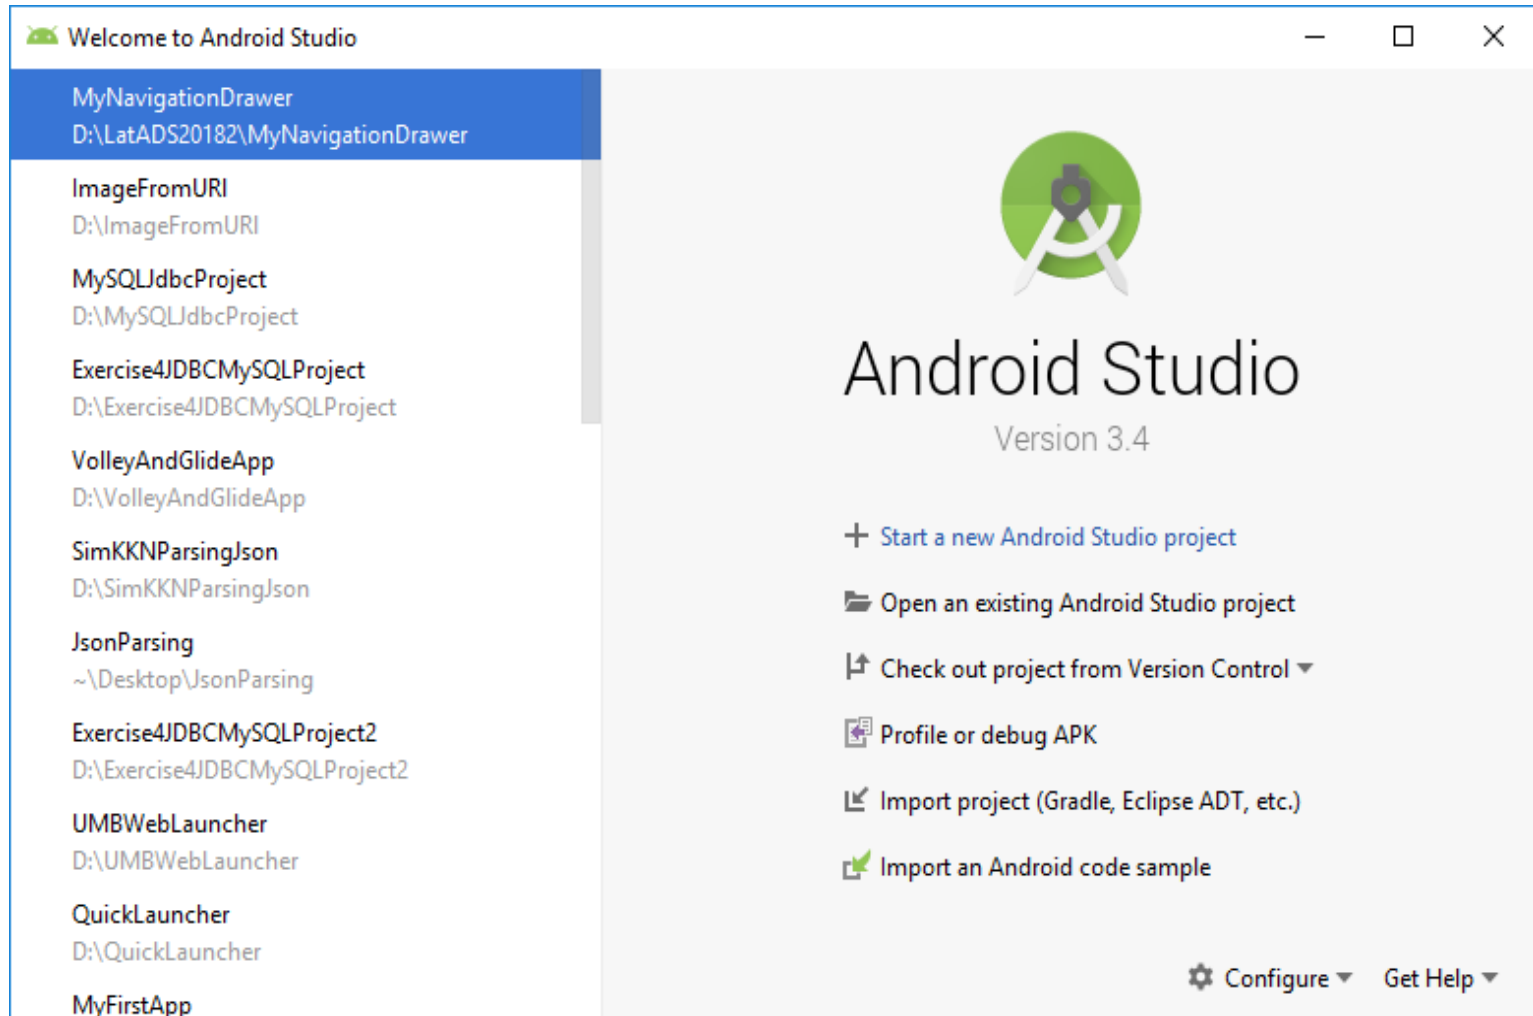 Welcome to Android Studio
MyNavigationDrawer
D:\LatADS20182\MyNavigationDrawer
ImageFromURI
D:\ImageFromURI
MySQLJdbcProject
D:\MySQLJdbcProject
Exercise4JDBCMySQLProject
D:\Exercise4JDBCMySQLProject
VolleyAndGlideApp
D:\VolleyAndGlideApp
SimKKNParsingJson
D:\SimKKNParsingJson
JsonParsing
~\Desktop\JsonParsing
Exercise4JDBCMySQLProject2
D:\Exercise4JDBCMySQLProject2
UMBWebLauncher
D:\UMBWebLauncher
QuickLauncher
D:\QuickLauncher
MyFirstApp
Android Studio
Version 3.4
Start a new Android Studio project
Open an existing Android Studio project
Check out project from Version Control
Profile or debug APK
Import project (Gradle, Eclipse ADT, etc.)
Import an Android code sample
Configure
Get Help